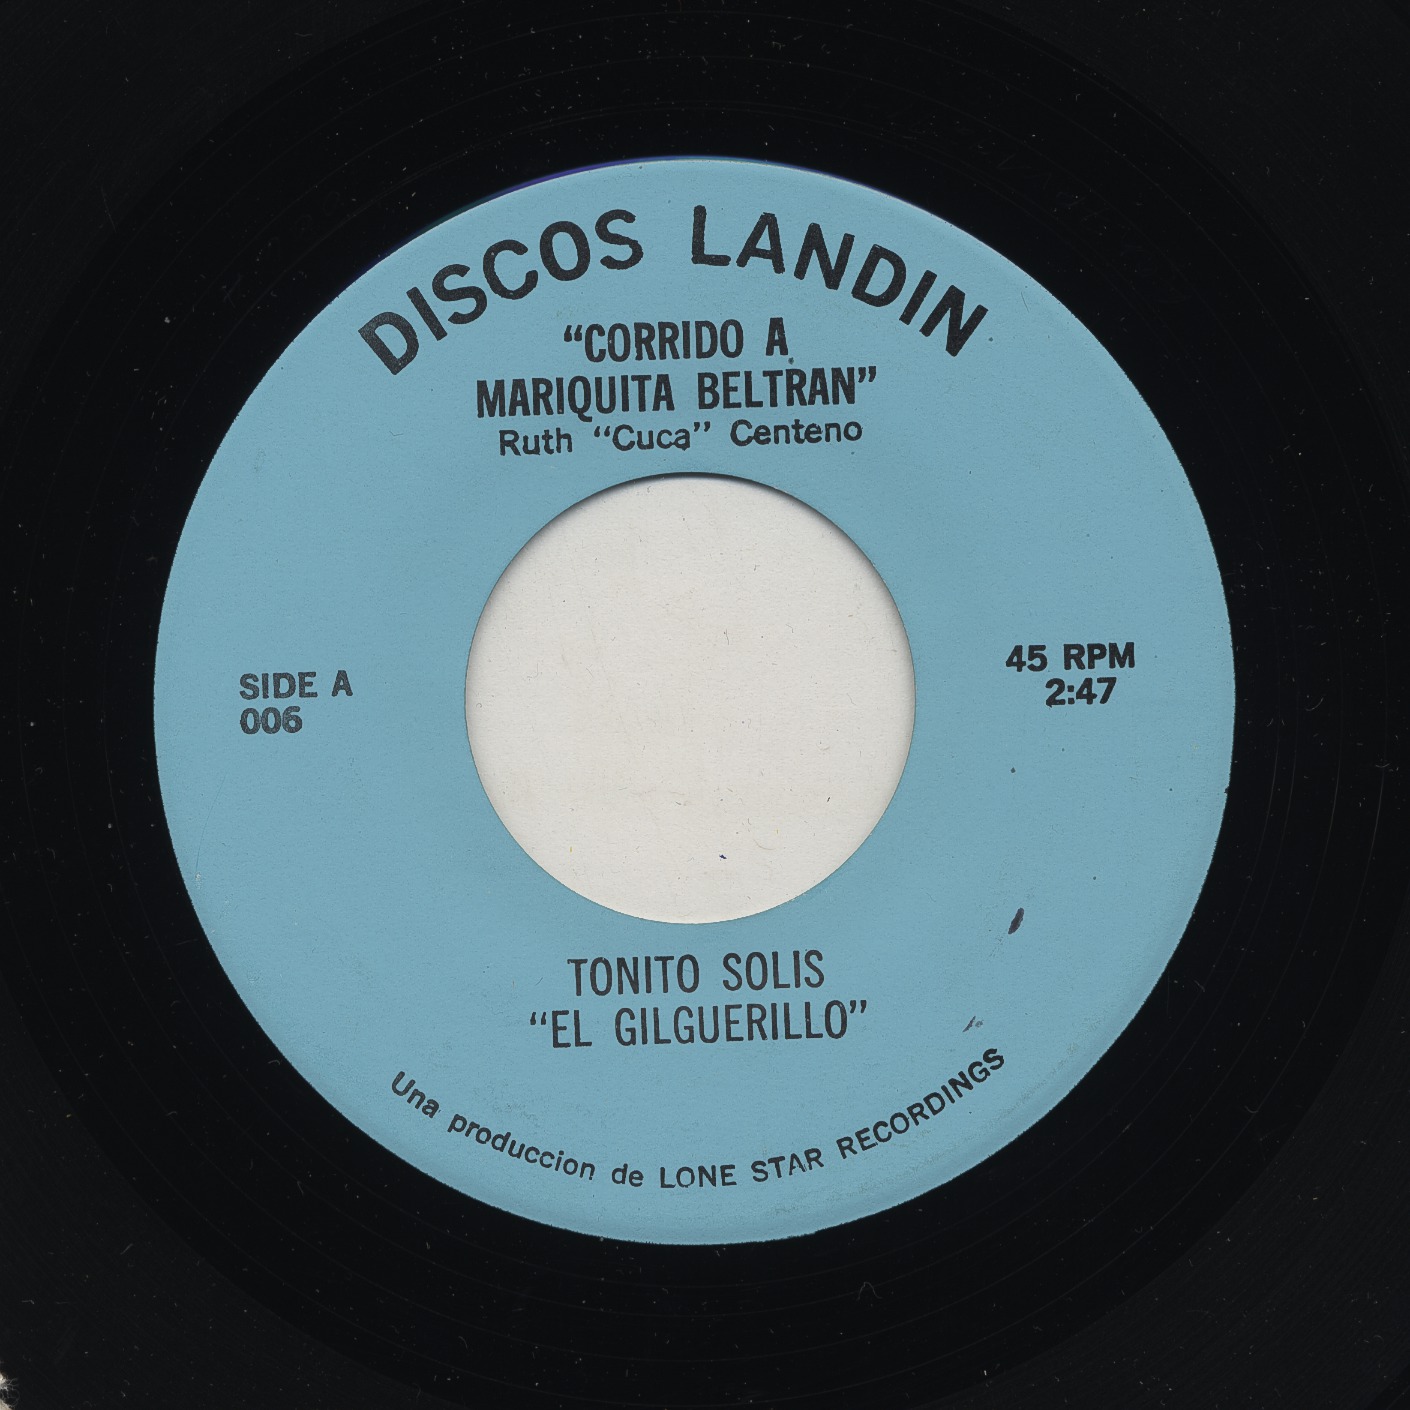 DISCOS LANDIN
“CORRIDO A
MARIQUITA BELTRAN”
Ruth “Cuca” Centeno
SIDE A
006
45 RPM
2:47
TONITO SOLIS
“EL GILGUERILLO”
Una produccion de LONE STAR RECORDINGS